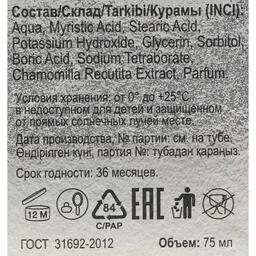 Состав/Склад/Tarkibi/Курамы (INCI):
Aqua, Myristic Acid, Stearic Acid,
Potassium Hydroxide, Glycerin, Sorbitol,
Boric Acid, Sodium Tetraborate,
Chamomilla Recutita Extract, Parfum.
Условия хранения: от 0° до +25°С
в недоступном для детей и защищенном
от прямых солнечных лучей месте.
Дата производства, № партии: см. на тубе.
Өндірілген күні, партия №: тубадан қараңыз.
Срок годности: 36 месяцев.
12 M
84
C/PAP
EAC
ГОСТ 31692-2012
Объем: 75 мл